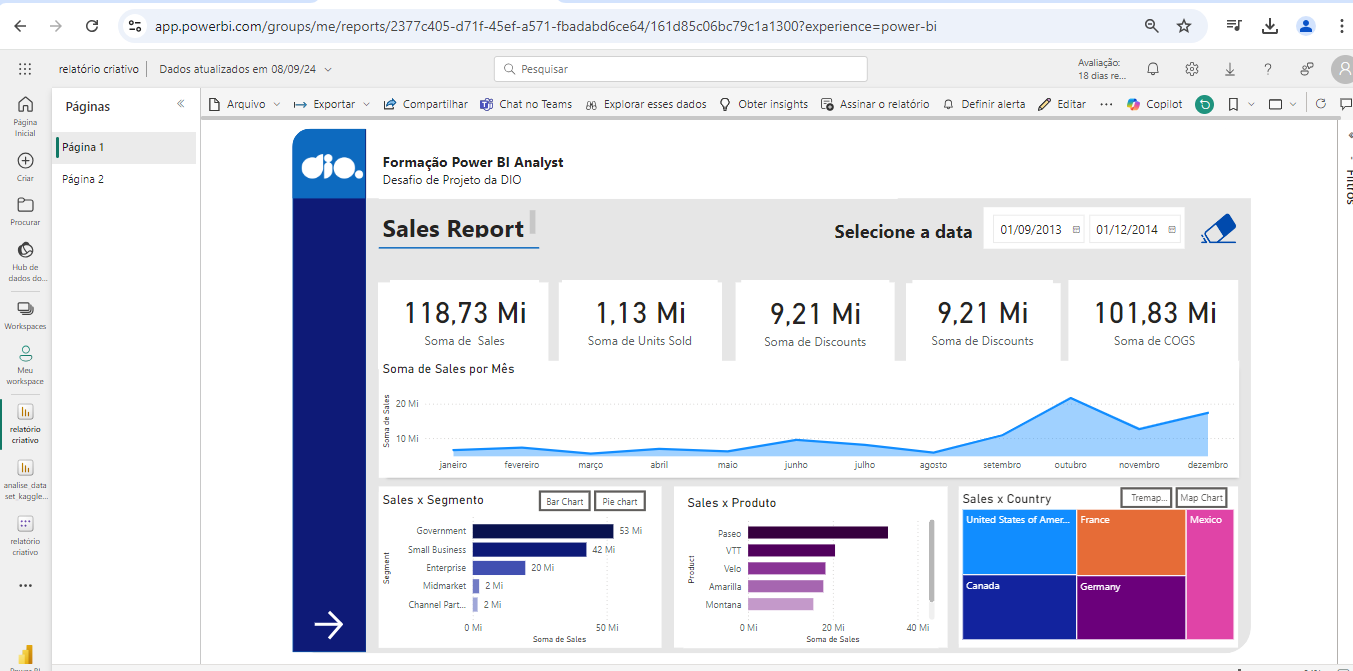 app.powerbi.com/groups/me/reports/2377c405-d71f-45ef-a571-fbadabd6ce64/161d85c06bc79c1a1300?experience=power-bi
relatório criativo Dados atualizados em 08/09/24
Pesquisar
Avaliação:
18 dias re...
Página
Inicial
Criar
Procurar
Hub de
dados do...
Workspaces
Meu
workspace
relatório
criativo
analise_data
set_kaggle...
relatório
criativo
Páginas
Página 1
Página 2
Arquivo Exportar Compartilhar Chat no Teams Explorar esses dados Obter insights Assinar o relatório Definir alerta Editar Copilot
Filtros
dio.
Formação Power BI Analyst
Desafio de Projeto da DIO
Sales Report
Selecione a data
01/09/2013 01/12/2014
118,73 Mi
Soma de Sales
1,13 Mi
Soma de Units Sold
9,21 Mi
Soma de Discounts
9,21 Mi
Soma de Discounts
101,83 Mi
Soma de COGS
Soma de Sales por Mês
Soma de Sales
20 Mi
10 Mi
janeiro fevereiro março abril maio junho julho agosto setembro outubro novembro dezembro
Sales x Segmento
Bar Chart Pie chart
Segment
Government 53 Mi
Small Business 42 Mi
Enterprise 20 Mi
Midmarket 2 Mi
Channel Part... 2 Mi
0 Mi 50 Mi
Soma de Sales
Sales x Produto
Product
Paseo
VTT
Velo
Amarilla
Montana
0 Mi 20 Mi 40 Mi
Soma de Sales
Sales x Country
Tremap... Map Chart
United States of Amer...
France
Mexico
Canada
Germany